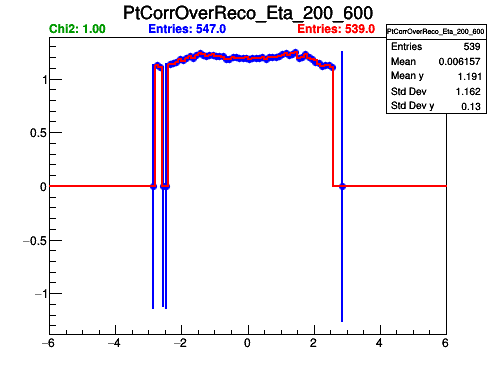 PtCorrOverReco_Eta_200_600
Chi2: 1.00 Entries: 547.0 Entries: 539.0
PtCorrOverReco_Eta_200_600
Entries 539
Mean 0.006157
Mean y 1.191
Std Dev 1.162
Std Dev y 0.13
1
0.5
0
−0.5
−1
−6 −4 −2 0 2 4 6